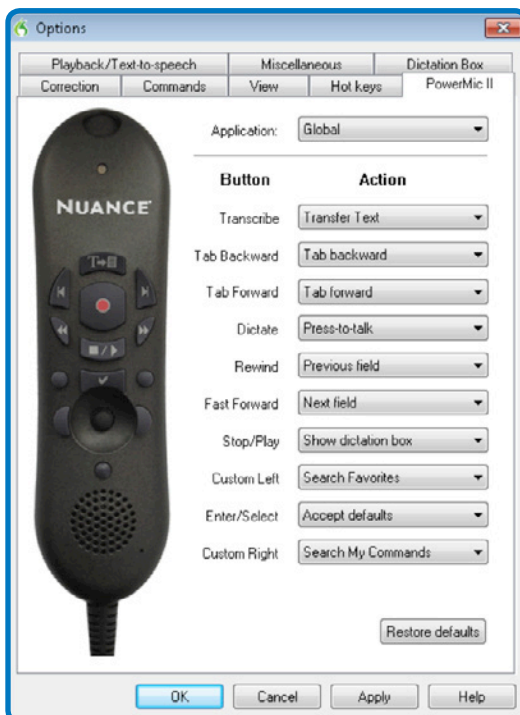 Options
Playback/Text-to-speech Miscellaneous Dictation Box
Correction Commands View Hot keys PowerMic II
Application: Global
Button Action
NUANCE
Transcribe Transfer Text
Tab Backward Tab backward
Tab Forward Tab forward
Dictate Press-to-talk
Rewind Previous field
Fast Forward Next field
Stop/Play Show dictation box
Custom Left Search Favorites
Enter/Select Accept defaults
Custom Right Search My Commands
Restore defaults
OK Cancel Apply Help